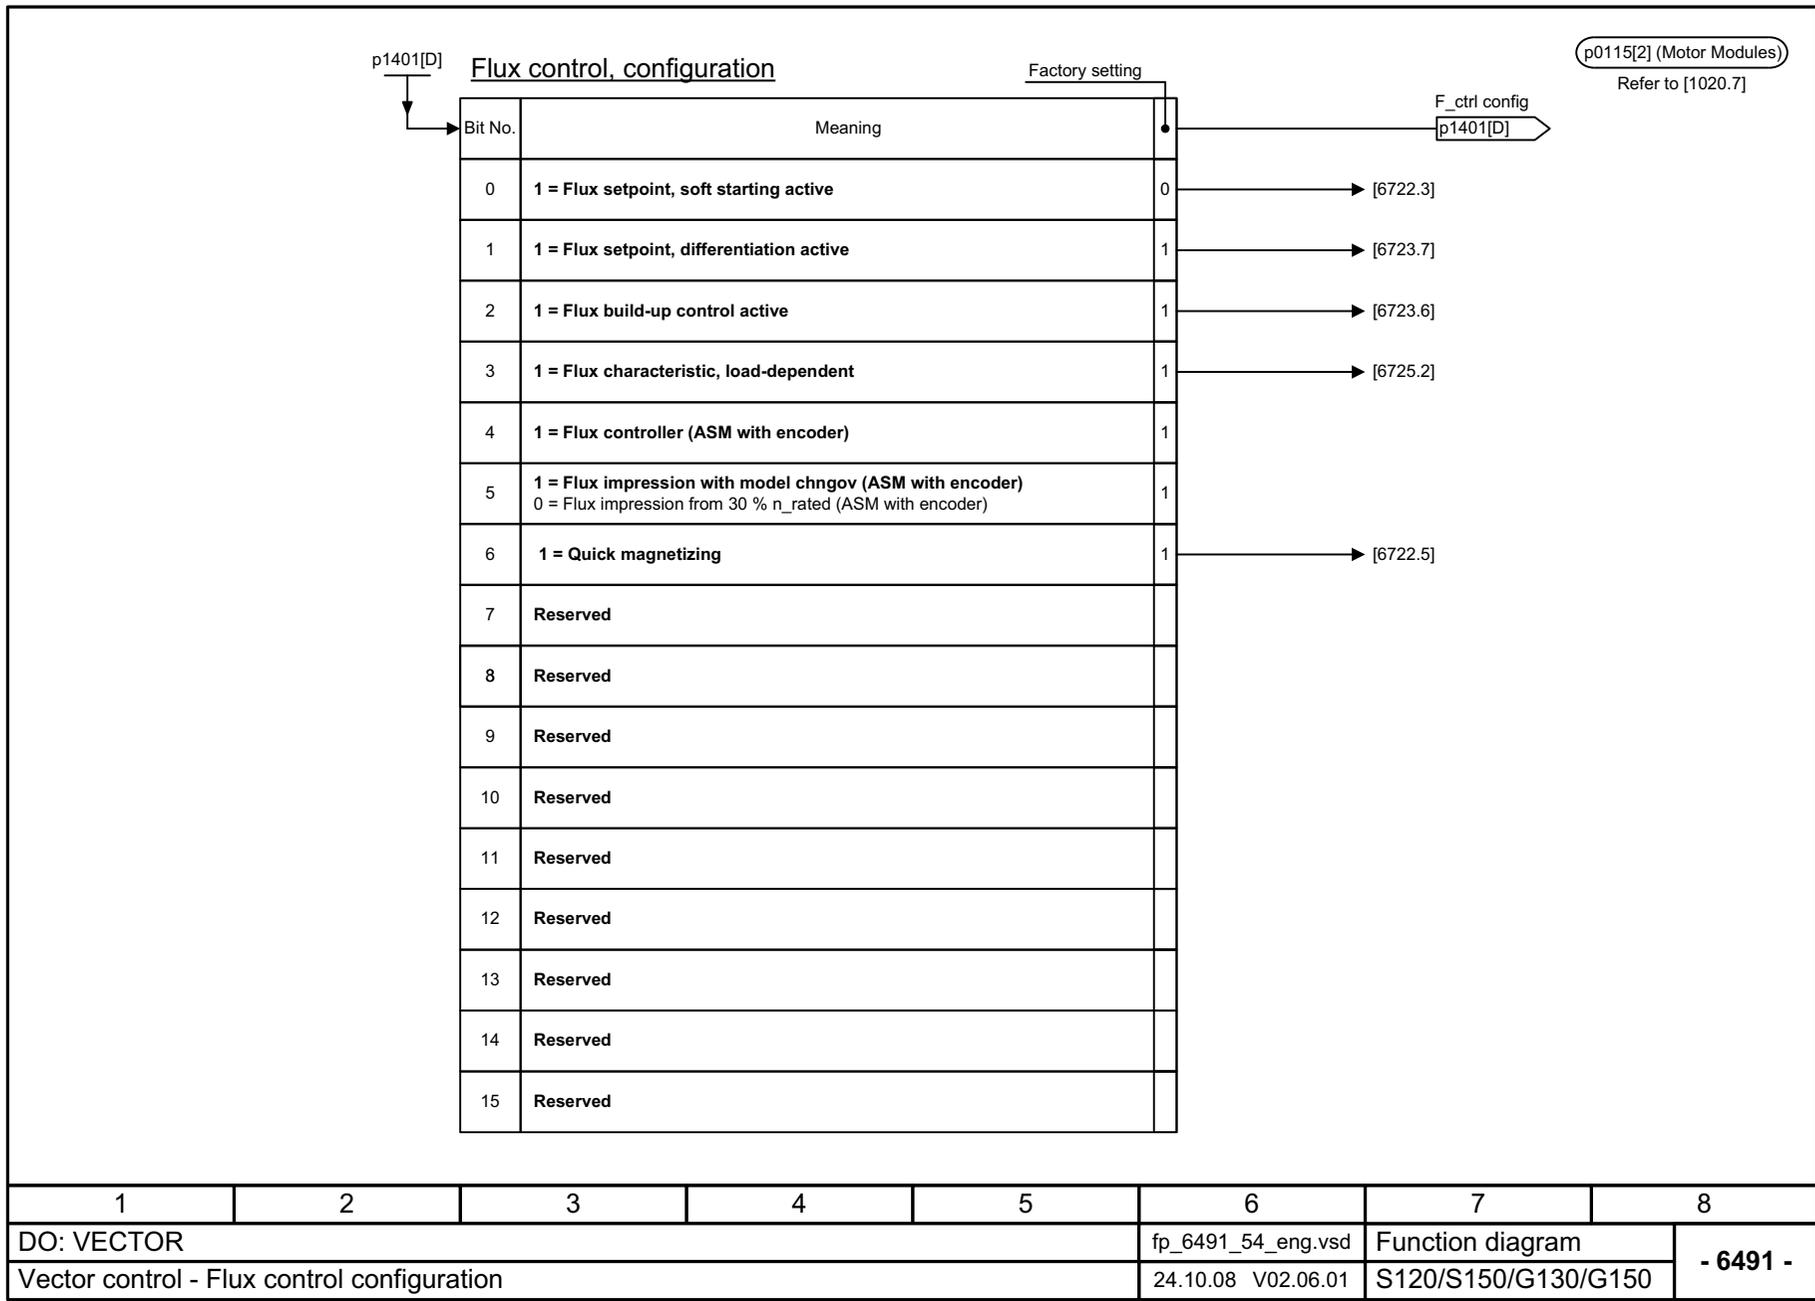 p1401[D]
Flux control, configuration
Factory setting
p0115[2] (Motor Modules)
Refer to [1020.7]
F_ctrl config
p1401[D]
Bit No. Meaning
0 1 = Flux setpoint, soft starting active 0 [6722.3]
1 1 = Flux setpoint, differentiation active 1 [6723.7]
2 1 = Flux build-up control active 1 [6723.6]
3 1 = Flux characteristic, load-dependent 1 [6725.2]
4 1 = Flux controller (ASM with encoder) 1
5 1 = Flux impression with model chngov (ASM with encoder) 1
0 = Flux impression from 30 % n_rated (ASM with encoder)
6 1 = Quick magnetizing 1 [6722.5]
7 Reserved
8 Reserved
9 Reserved
10 Reserved
11 Reserved
12 Reserved
13 Reserved
14 Reserved
15 Reserved
1 2 3 4 5 6 7 8
DO: VECTOR fp_6491_54_eng.vsd Function diagram - 6491 -
Vector control - Flux control configuration 24.10.08 V02.06.01 S120/S150/G130/G150